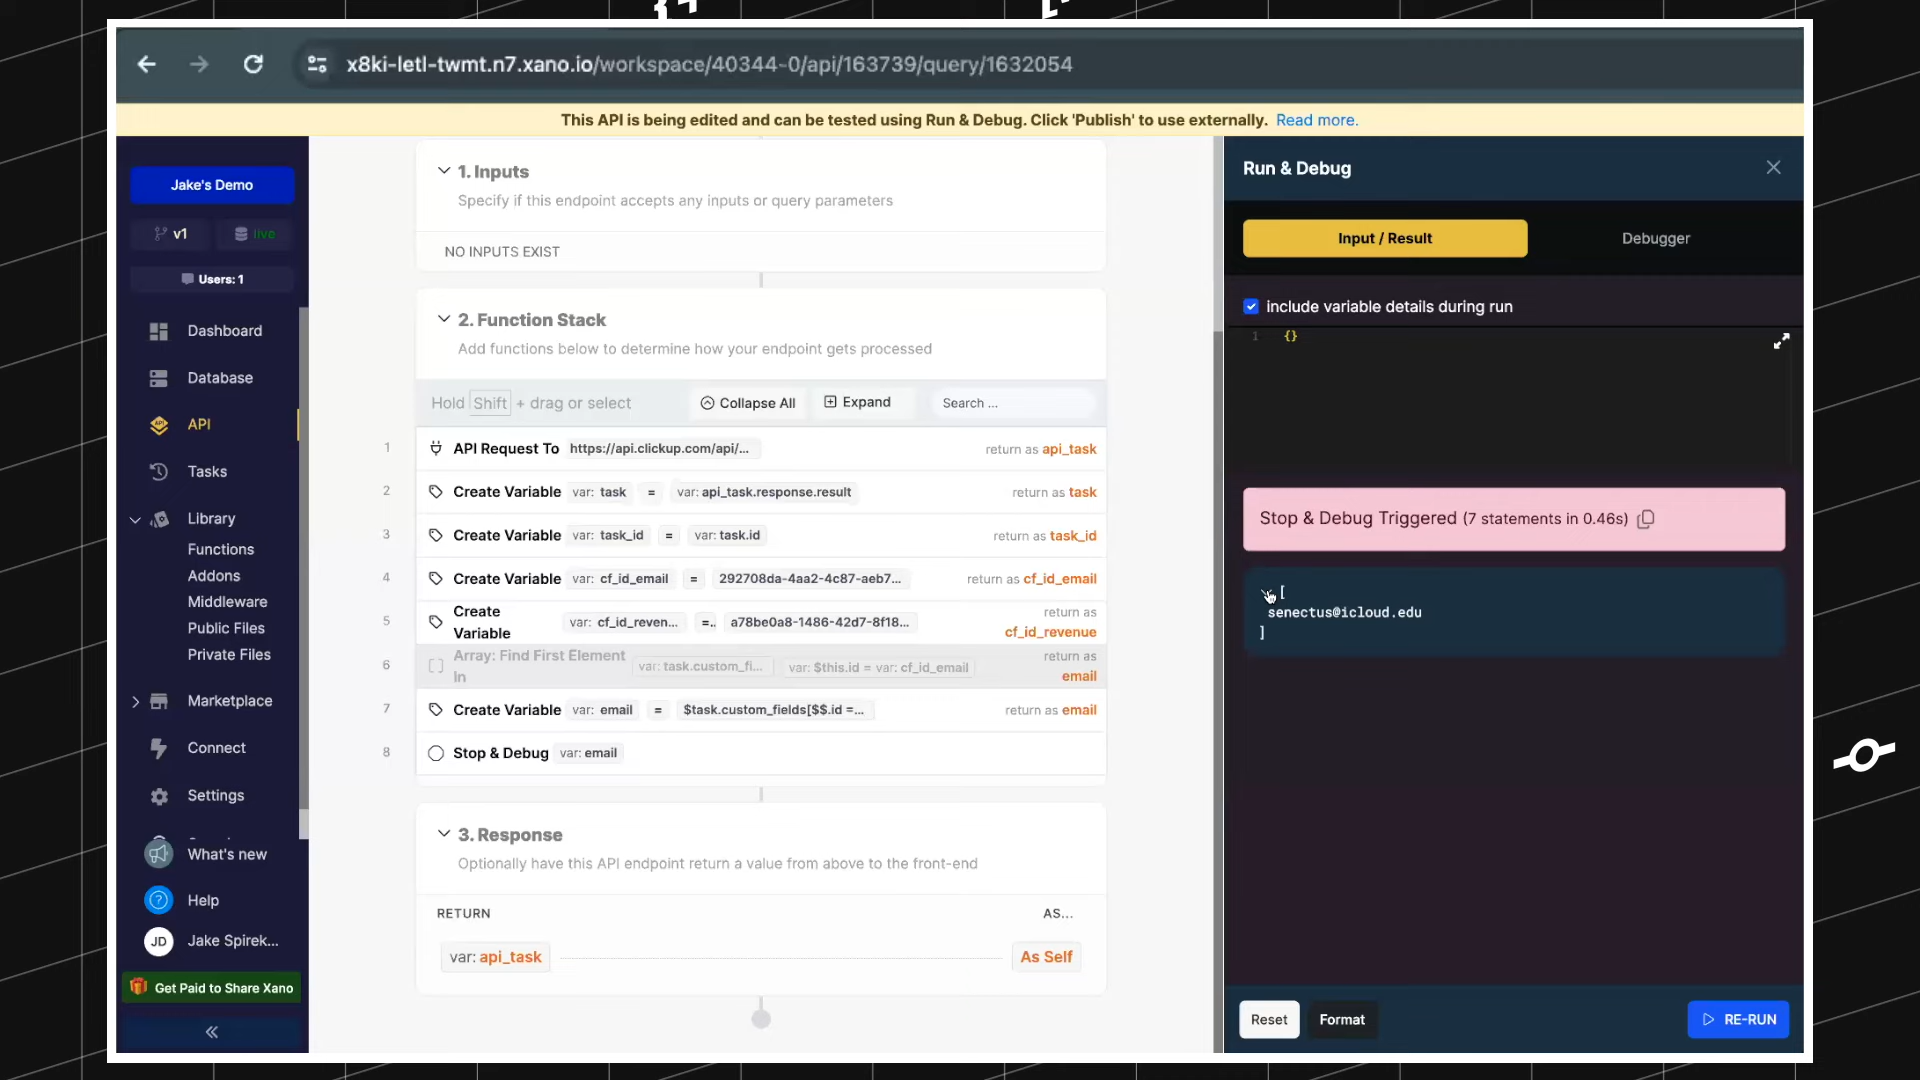 x8ki-letl-twmt.n7.xano.io/workspace/40344-0/api/163739/query/1632054
This API is being edited and can be tested using Run & Debug. Click 'Publish' to use externally. Read more.
Jake's Demo
v1
live
Users: 1
Dashboard
Database
API
Tasks
Library
Functions
Addons
Middleware
Public Files
Private Files
Marketplace
Connect
Settings
What's new
? Help
JD Jake Spirek...
Get Paid to Share Xano
1. Inputs
Specify if this endpoint accepts any inputs or query parameters
NO INPUTS EXIST
2. Function Stack
Add functions below to determine how your endpoint gets processed
Hold Shift + drag or select
Collapse All
Expand
Search ...
1 API Request To https://api.clickup.com/api/... return as api_task
2 Create Variable var: task = var: api_task.response.result return as task
3 Create Variable var: task_id = var: task.id return as task_id
4 Create Variable var: cf_id_email = 292708da-4aa2-4c87-aeb7... return as cf_id_email
5 Create Variable var: cf_id_reven... =.. a78be0a8-1486-42d7-8f18... return as cf_id_revenue
6 Array: Find First Element In var: task.custom_fi... var: $this.id = var: cf_id_email return as email
7 Create Variable var: email = $task.custom_fields[$$.id =... return as email
8 Stop & Debug var: email
3. Response
Optionally have this API endpoint return a value from above to the front-end
RETURN AS...
var: api_task As Self
Run & Debug
Input / Result
Debugger
include variable details during run
1 {}
Stop & Debug Triggered (7 statements in 0.46s)
[
senectus@icloud.edu
]
Reset
Format
RE-RUN